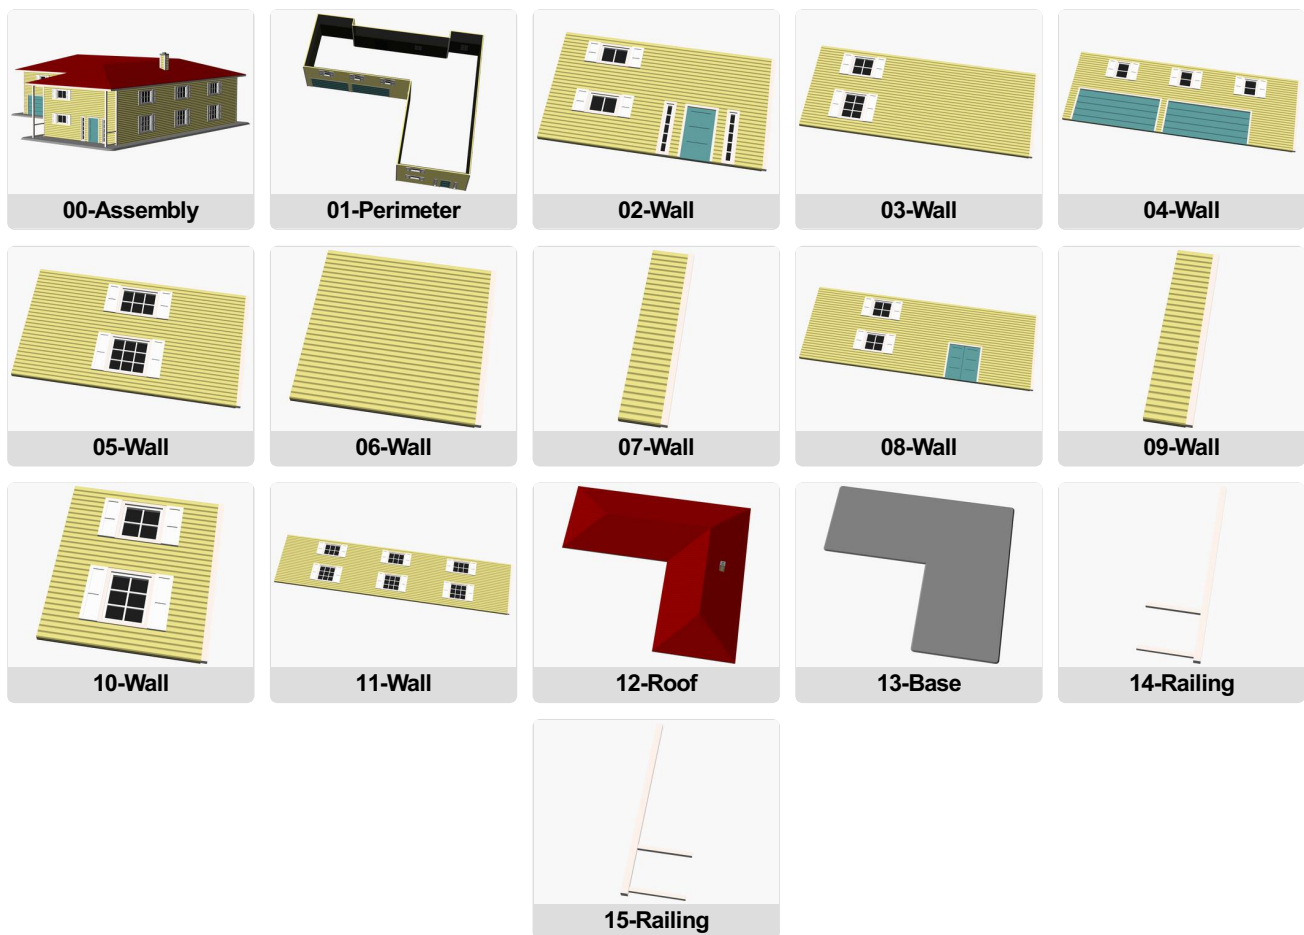 00-Assembly
01-Perimeter
02-Wall
03-Wall
04-Wall
05-Wall
06-Wall
07-Wall
08-Wall
09-Wall
10-Wall
11-Wall
12-Roof
13-Base
14-Railing
15-Railing